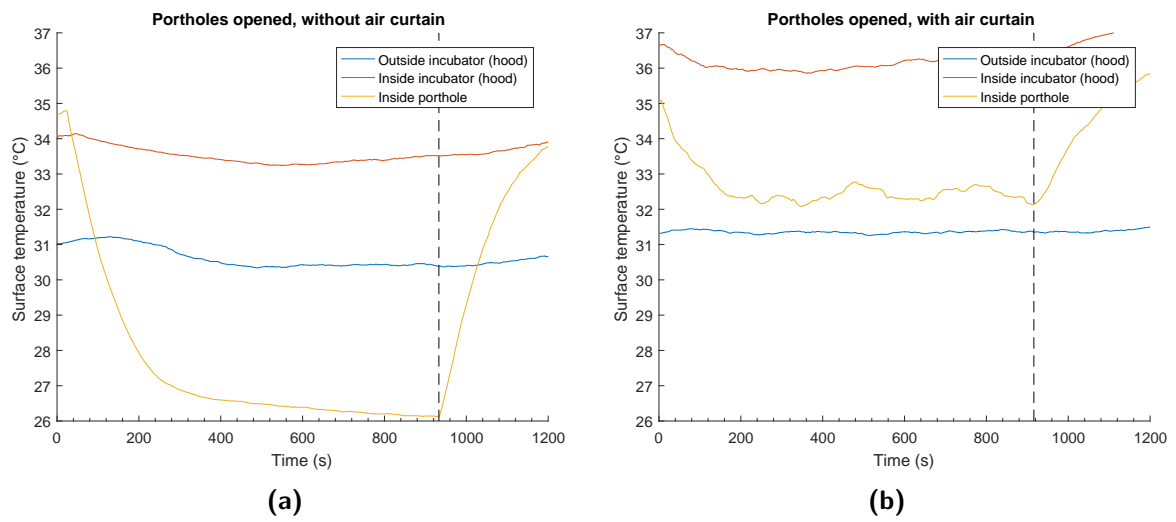 Portholes opened, without air curtain
37
36
35
34
33
32
31
30
29
28
27
26
Surface temperature (°C)
Outside incubator (hood)
Inside incubator (hood)
Inside porhole
0 200 400 600 800 1000 1200
Time (s)
(a)
Portholes opened, with air curtain
37
36
35
34
33
32
31
30
29
28
27
26
Surface temperature (°C)
Outside incubator (hood)
Inside incubator (hood)
Inside porthole
0 200 400 600 800 1000 1200
Time (s)
(b)